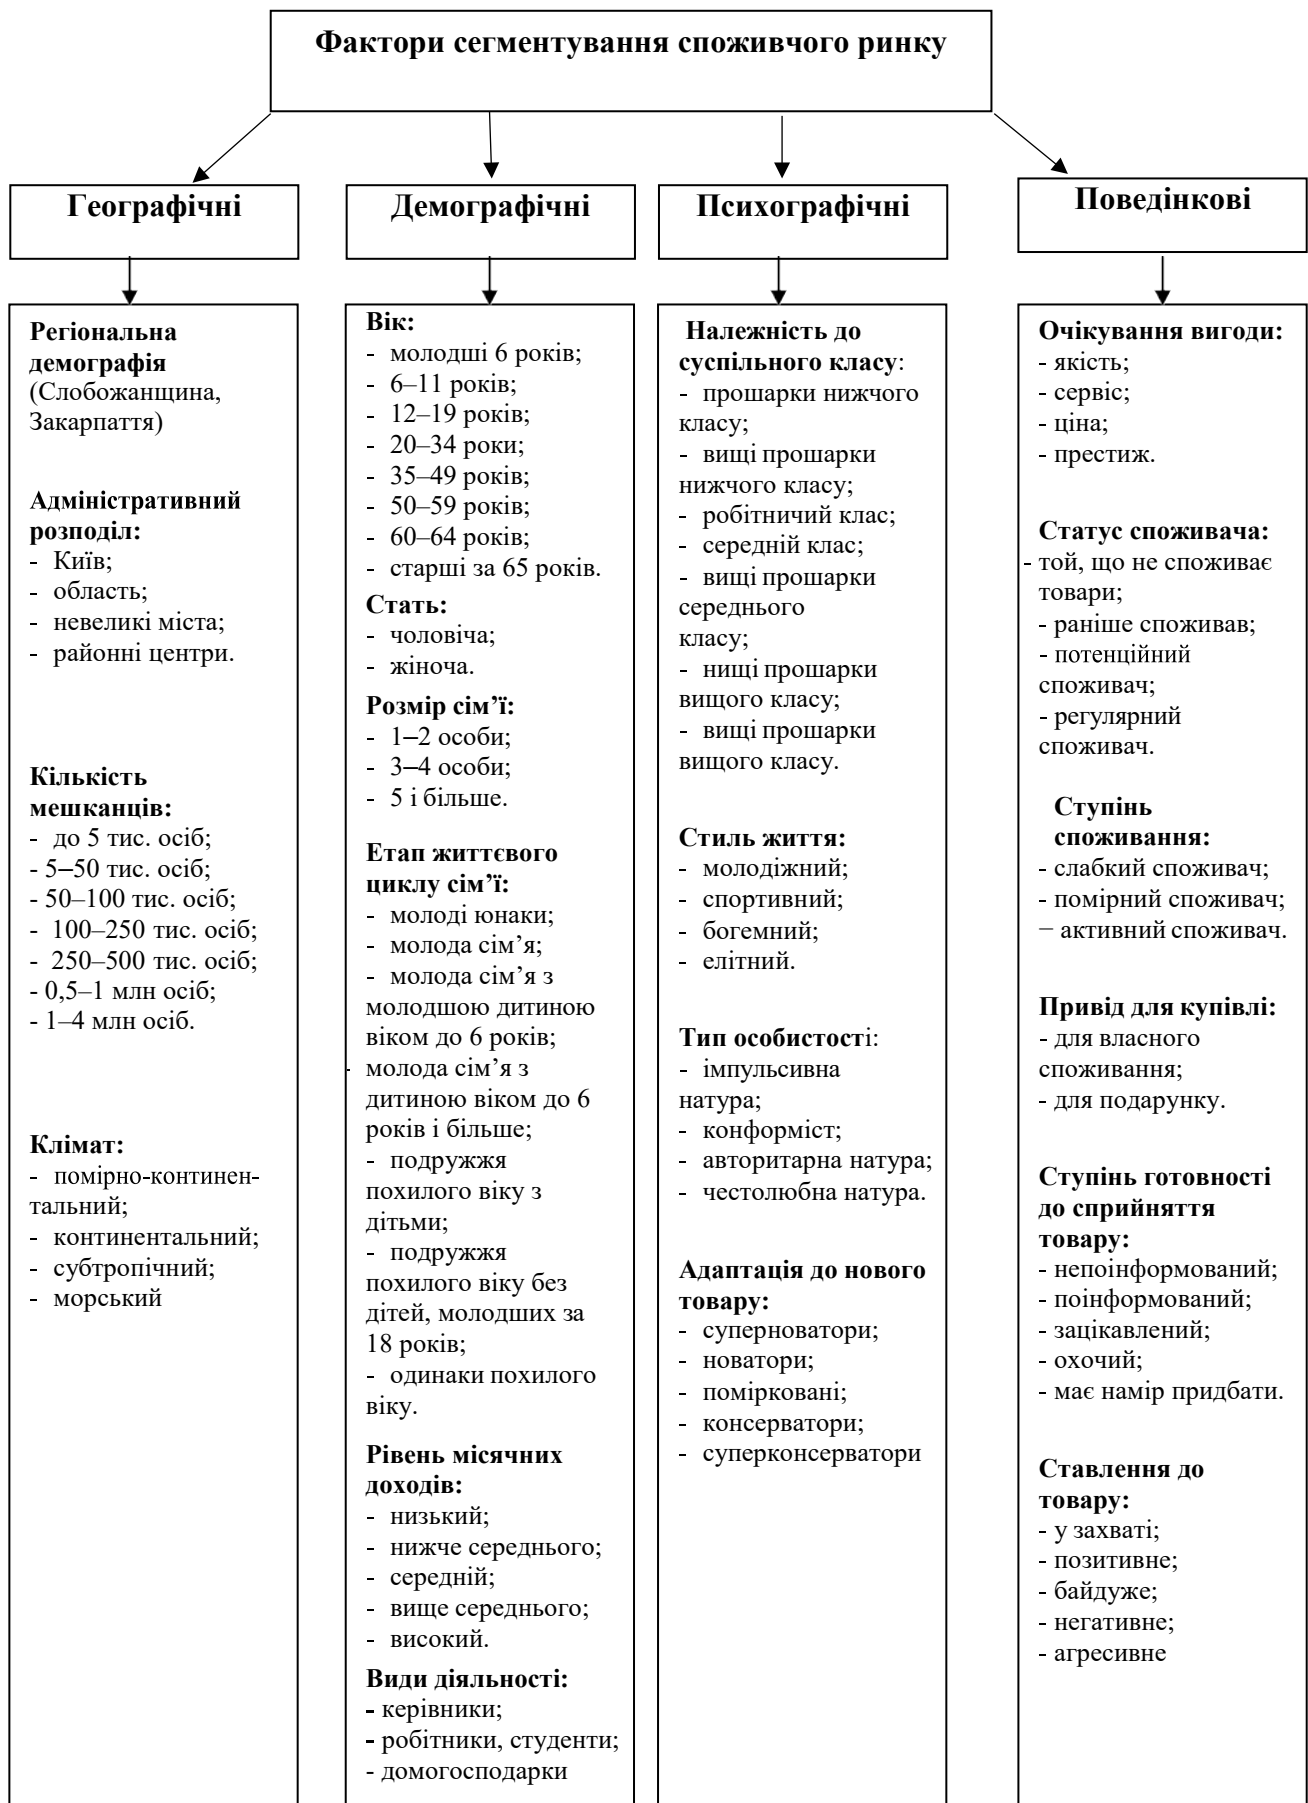 Фактори сегментування споживчого ринку
Географічні
Регіональна
демографія
(Слобожанщина,
Закарпаття)
Адміністративний
розподіл:
- Київ;
- область;
- невеликі міста;
- районні центри.
Кількість
мешканців:
- до 5 тис. осіб;
- 5–50 тис. осіб;
- 50–100 тис. осіб;
- 100–250 тис. осіб;
- 250–500 тис. осіб;
- 0,5–1 млн осіб;
- 1–4 млн осіб.
Клімат:
- помірно-континен-
тальний;
- континентальний;
- субтропічний;
- морський
Демографічні
Вік:
- молодші 6 років;
- 6–11 років;
- 12–19 років;
- 20–34 роки;
- 35–49 років;
- 50–59 років;
- 60–64 років;
- старші за 65 років.
Стать:
- чоловіча;
- жіноча.
Розмір сім’ї:
- 1–2 особи;
- 3–4 особи;
- 5 і більше.
Етап життєвого
циклу сім’ї:
- молоді юнаки;
- молода сім’я;
- молода сім’я з
молодшою дитиною
віком до 6 років;
- молода сім’я з
дитиною віком до 6
років і більше;
- подружжя
похилого віку з
дітьми;
- подружжя
похилого віку без
дітей, молодших за
18 років;
- одинаки похилого
віку.
Рівень місячних
доходів:
- низький;
- нижче середнього;
- середній;
- вище середнього;
- високий.
Види діяльності:
- керівники;
- робітники, студенти;
- домогосподарки
Психографічні
Належність до
суспільного класу:
- прошарки нижчого
класу;
- вищі прошарки
нижчого класу;
- робітничий клас;
- середній клас;
- вищі прошарки
середнього
класу;
- нищі прошарки
вищого класу;
- вищі прошарки
вищого класу.
Стиль життя:
- молодіжний;
- спортивний;
- богемний;
- елітний.
Тип особистості:
- імпульсивна
натура;
- конформіст;
- авторитарна натура;
- честолюбна натура.
Адаптація до нового
товару:
- суперноватори;
- новатори;
- помірковані;
- консерватори;
- суперконсерватори
Поведінкові
Очікування вигоди:
- якість;
- сервіс;
- ціна;
- престиж.
Статус споживача:
- той, що не споживає
товари;
- раніше споживав;
- потенційний
споживач;
- регулярний
споживач.
Ступінь
споживання:
- слабкий споживач;
- помірний споживач;
− активний споживач.
Привід для купівлі:
- для власного
споживання;
- для подарунку.
Ступінь готовності
до сприйняття
товару:
- непоінформований;
- поінформований;
- зацікавлений;
- охочий;
- має намір придбати.
Ставлення до
товару:
- у захваті;
- позитивне;
- байдуже;
- негативне;
- агресивне